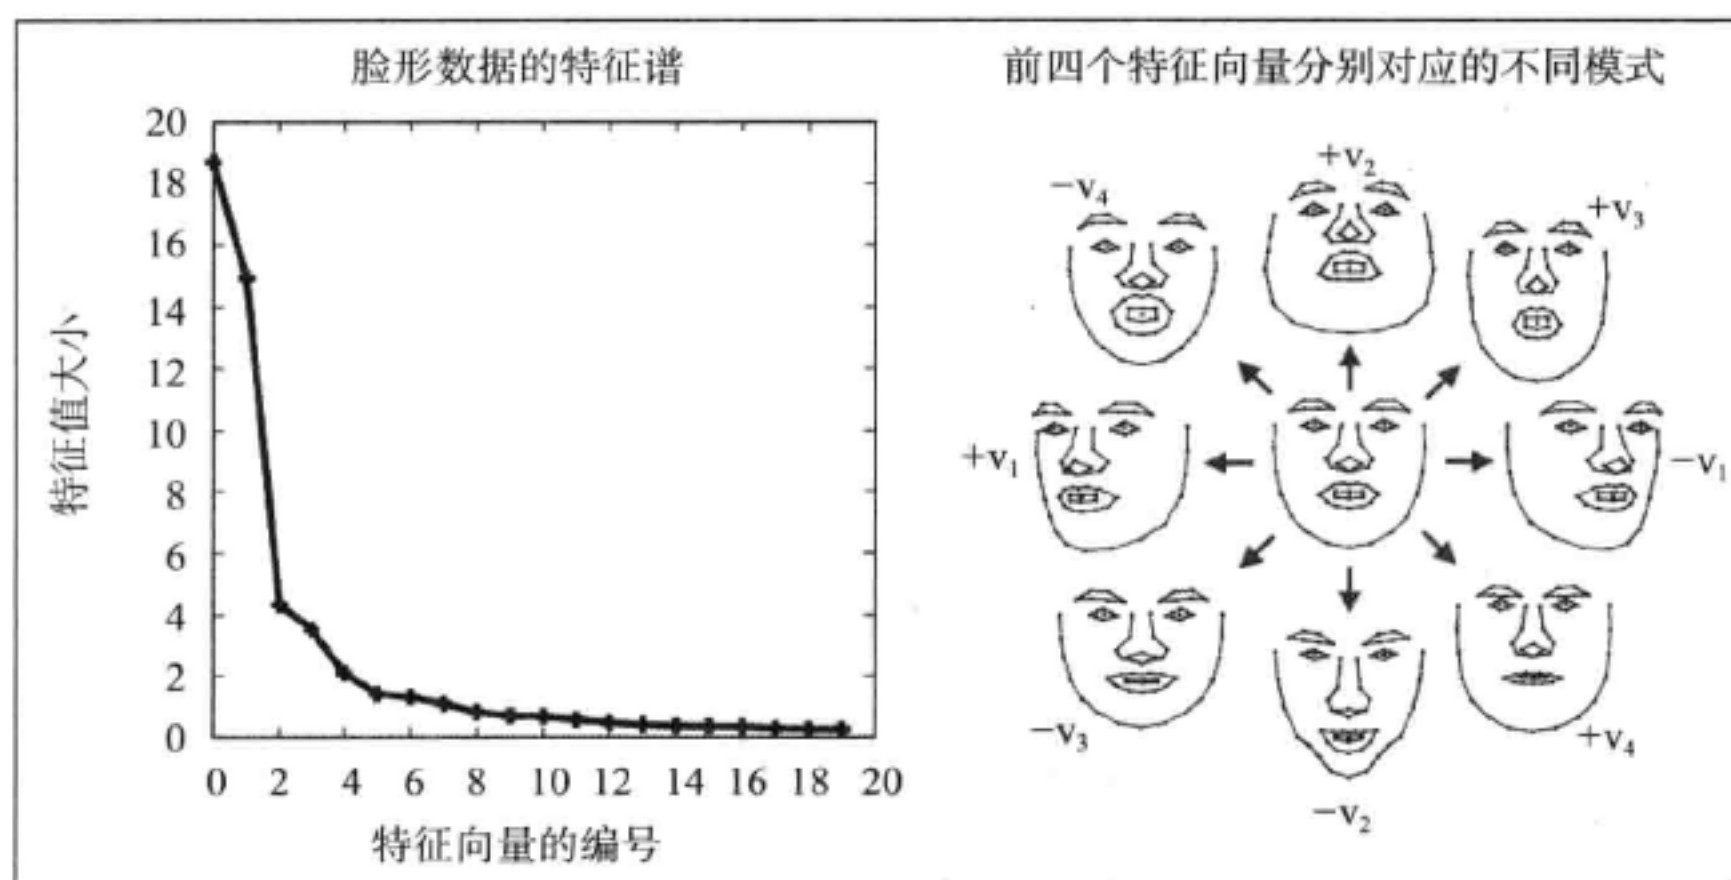 脸形数据的特征谱
20
18
16
14
12
10
8
6
4
2
0
特征值大小
0 2 4 6 8 10 12 14 16 18 20
特征向量的编号
前四个特征向量分别对应的不同模式
+v₂
−v₄
+v₃
+v₁
−v₁
−v₃
+v₄
−v₂